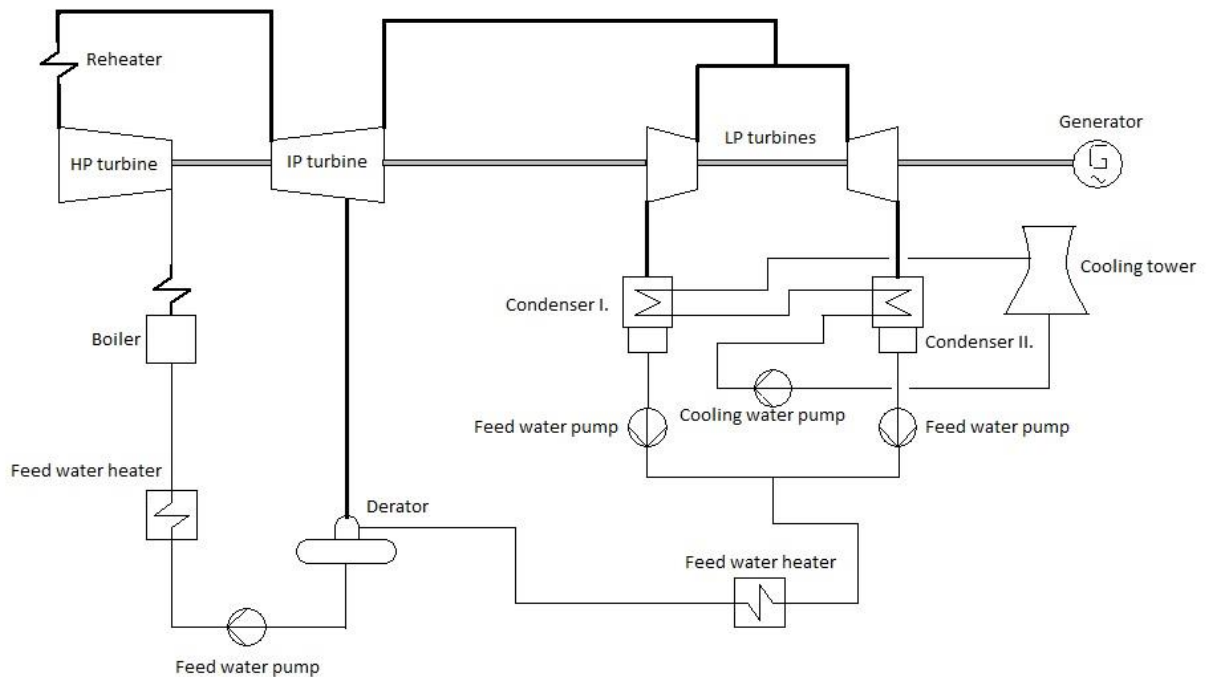 Reheater
Generator
HP turbine
IP turbine
LP turbines
G
~
Cooling tower
Condenser I.
Boiler
Condenser II.
Cooling water pump
Feed water pump
Feed water pump
Feed water heater
Derator
Feed water heater
Feed water pump